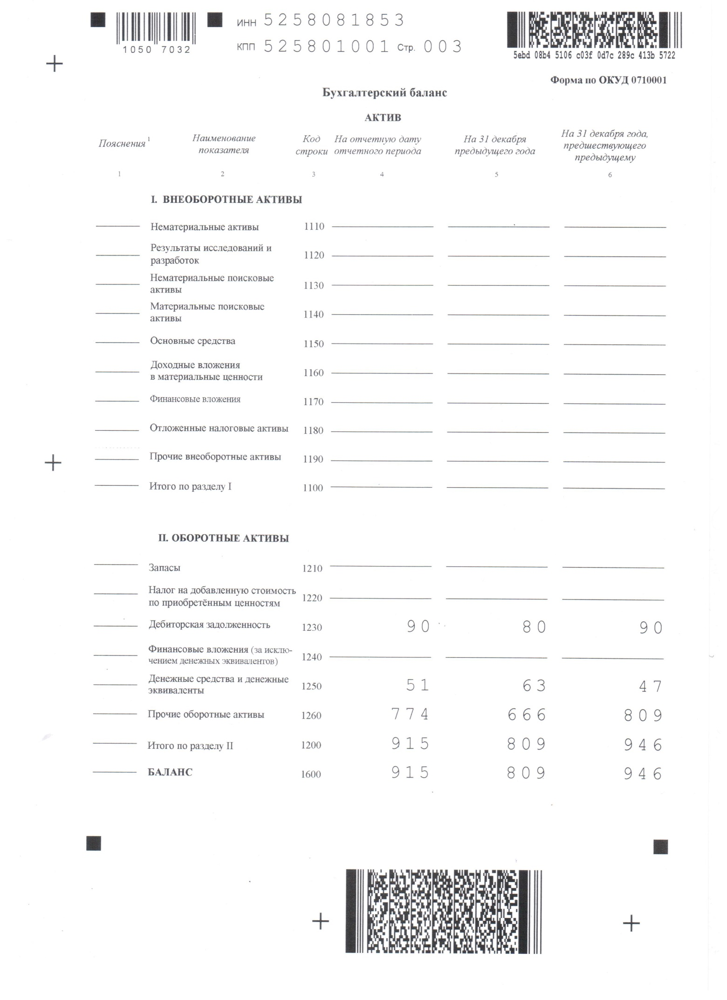 ИНН 5258081853
1050 7032
КПП 525801001 Стр. 003
5ebd 08b4 5106 c03f 0d7c 289c 413b 5722
Форма по ОКУД 0710001
Бухгалтерский баланс
АКТИВ
Пояснения 1 Наименование показателя Код строки На отчетную дату отчетного периода На 31 декабря предыдущего года На 31 декабря года, предшествующего предыдущему
1 2 3 4 5 6
I. ВНЕОБОРОТНЫЕ АКТИВЫ
Нематериальные активы 1110
Результаты исследований и
разработок 1120
Нематериальные поисковые
активы 1130
Материальные поисковые
активы 1140
Основные средства 1150
Доходные вложения
в материальные ценности 1160
Финансовые вложения 1170
Отложенные налоговые активы 1180
Прочие внеоборотные активы 1190
Итого по разделу I 1100
II. ОБОРОТНЫЕ АКТИВЫ
Запасы 1210
Налог на добавленную стоимость
по приобретённым ценностям 1220
Дебиторская задолженность 1230 90 80 90
Финансовые вложения (за исклю-
чением денежных эквивалентов) 1240
Денежные средства и денежные
эквиваленты 1250 51 63 47
Прочие оборотные активы 1260 774 666 809
Итого по разделу II 1200 915 809 946
БАЛАНС 1600 915 809 946